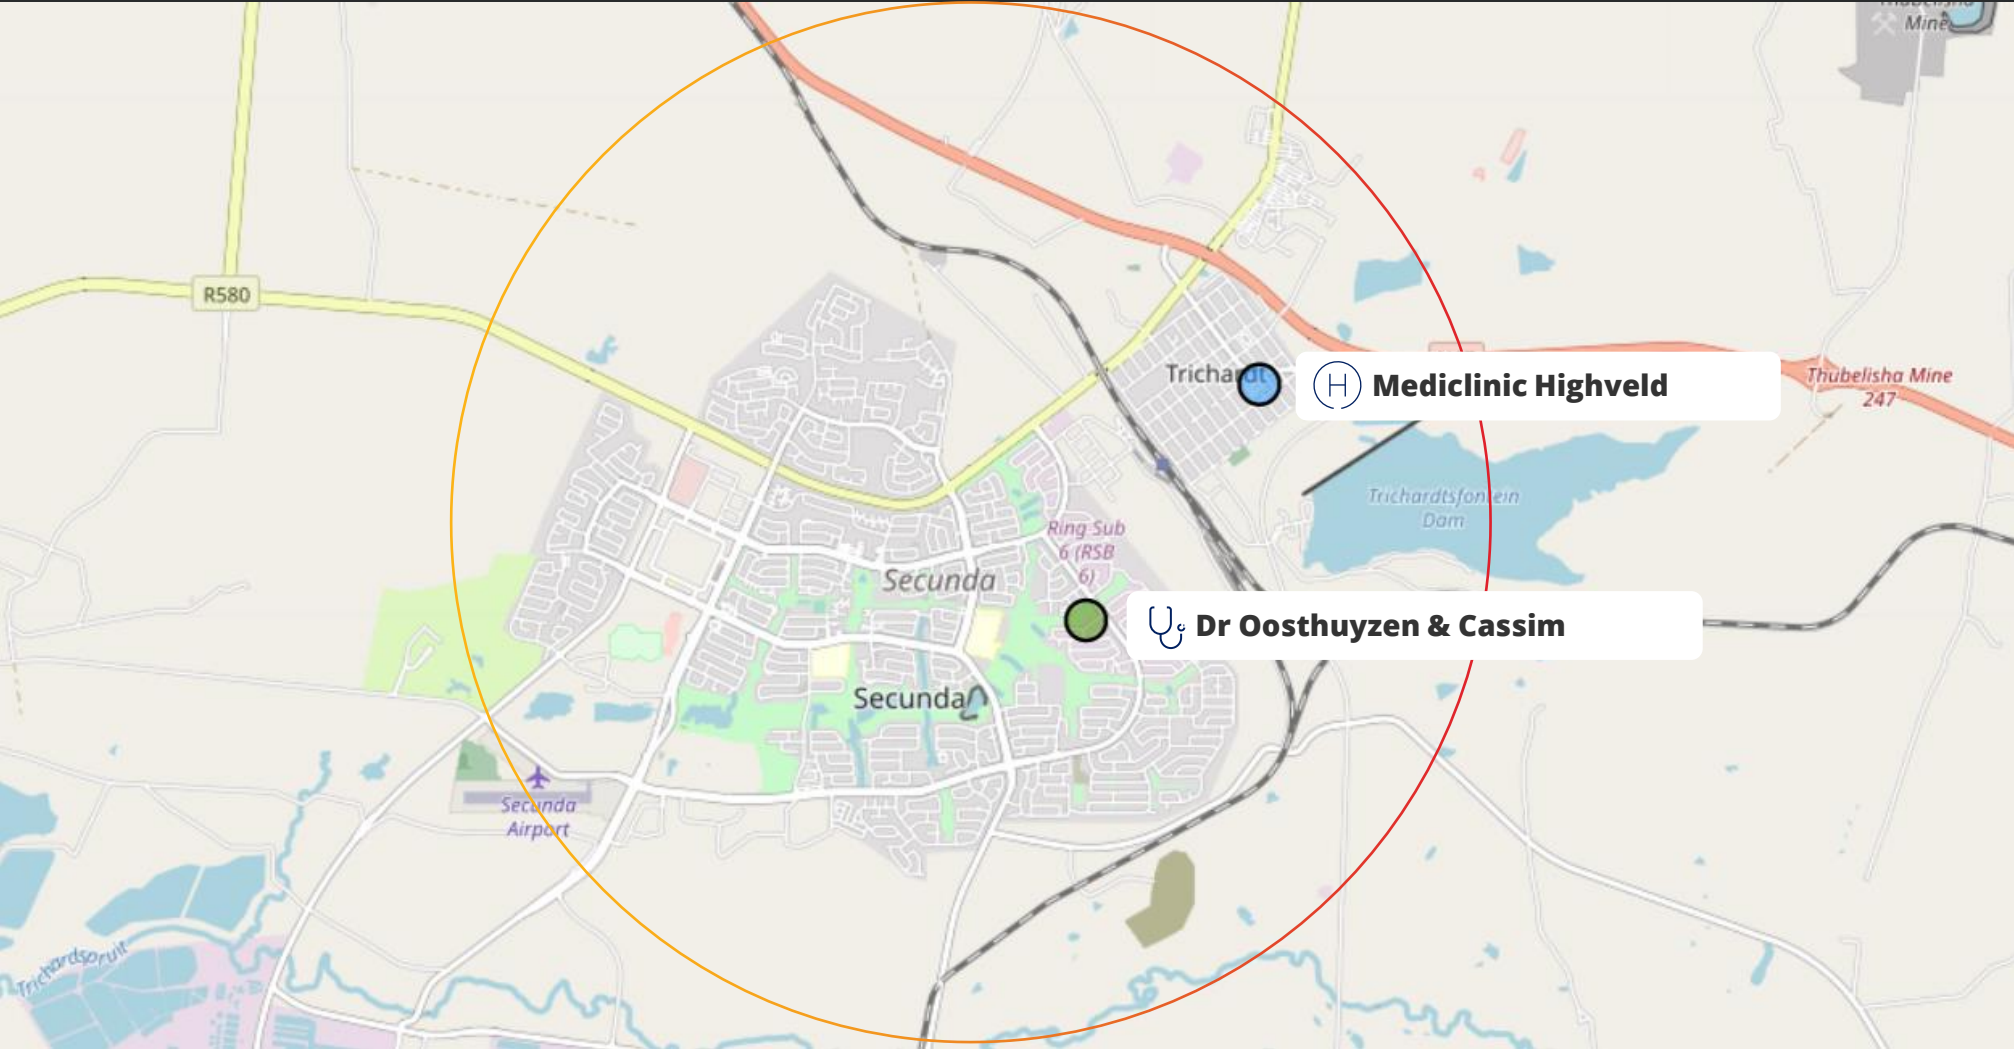 Mine
R580
Trichardt
Mediclinic Highveld
Thubelisha Mine
247
Trichardtsfontein
Dam
Ring Sub
6 (RSB
6)
Secunda
Dr Oosthuyzen & Cassim
Secunda
Secunda
Airport
Trichardspruit